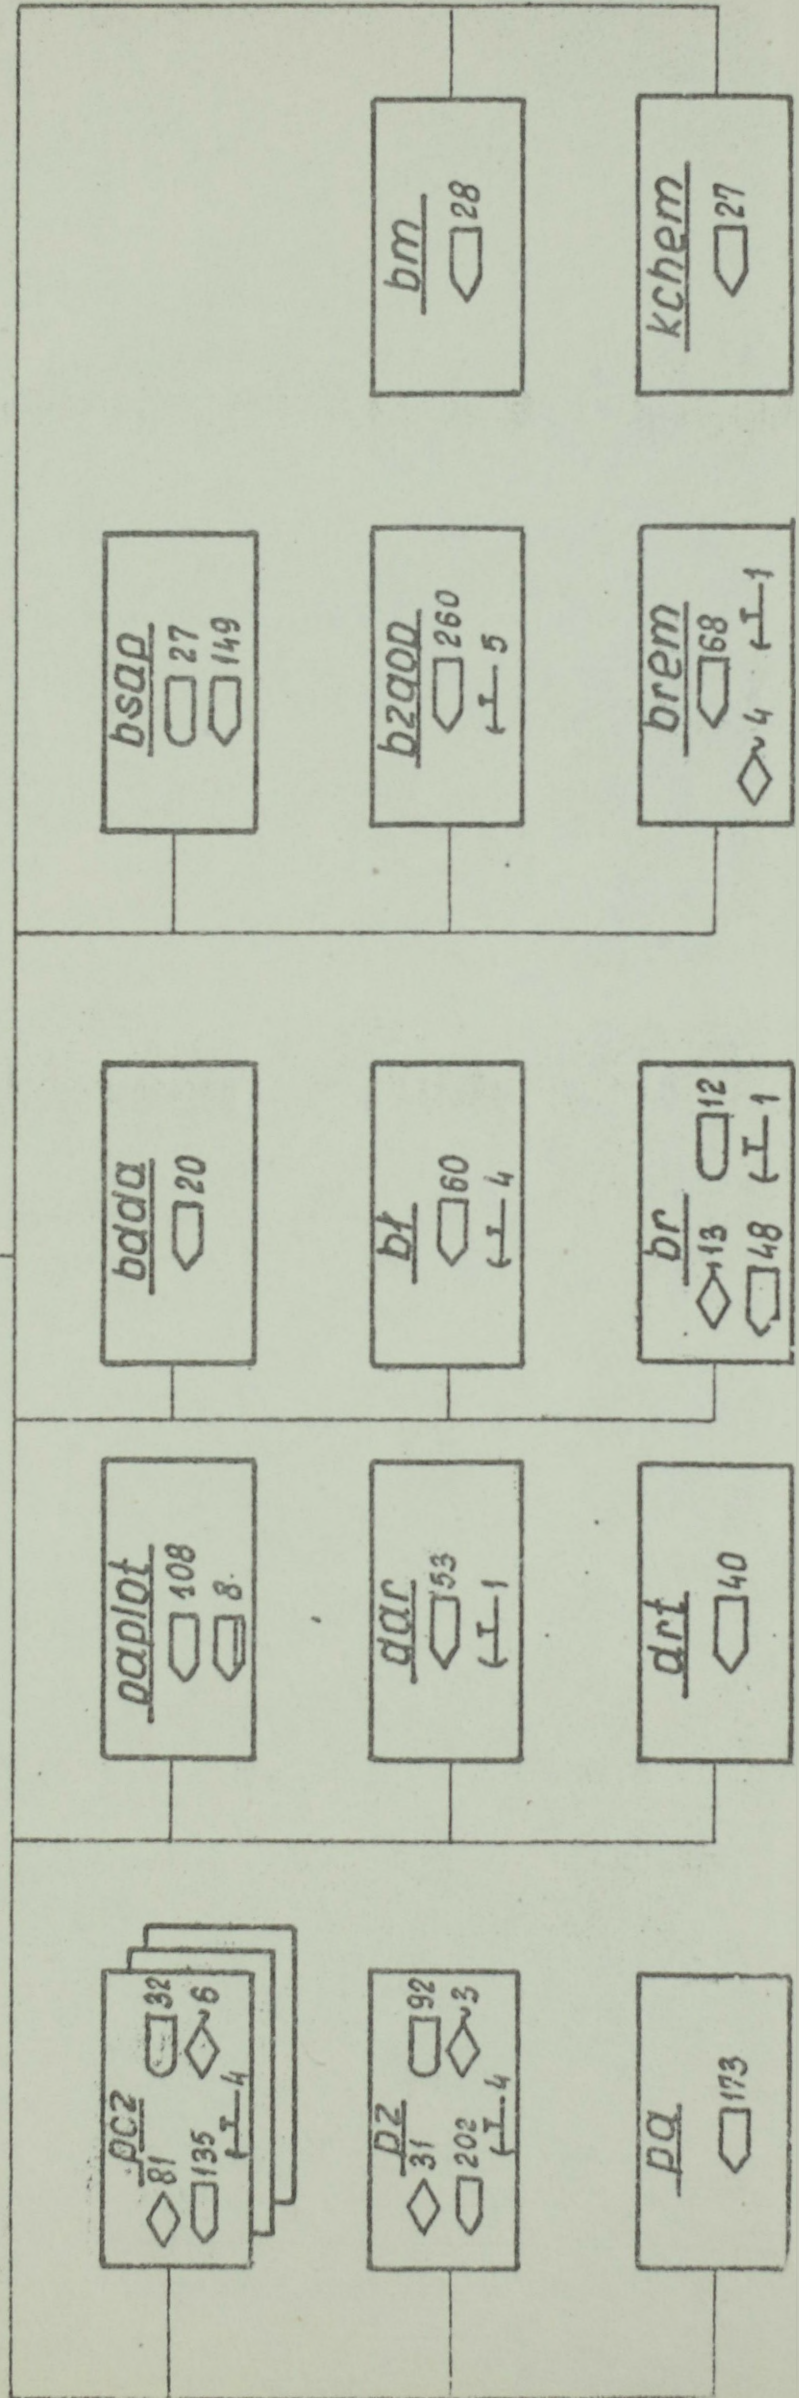 pcz
81 32
135 ~6
T 4
paplot
108
8
bdda
20
bsap
27
149
pz
31 92
202 ~3
T 4
dar
53
T 1
bt
60
T 4
bzaop
260
T 5
bm
28
pa
173
drt
40
br
13 12
48 T 1
brem
68
~4 T 1
kchem
27